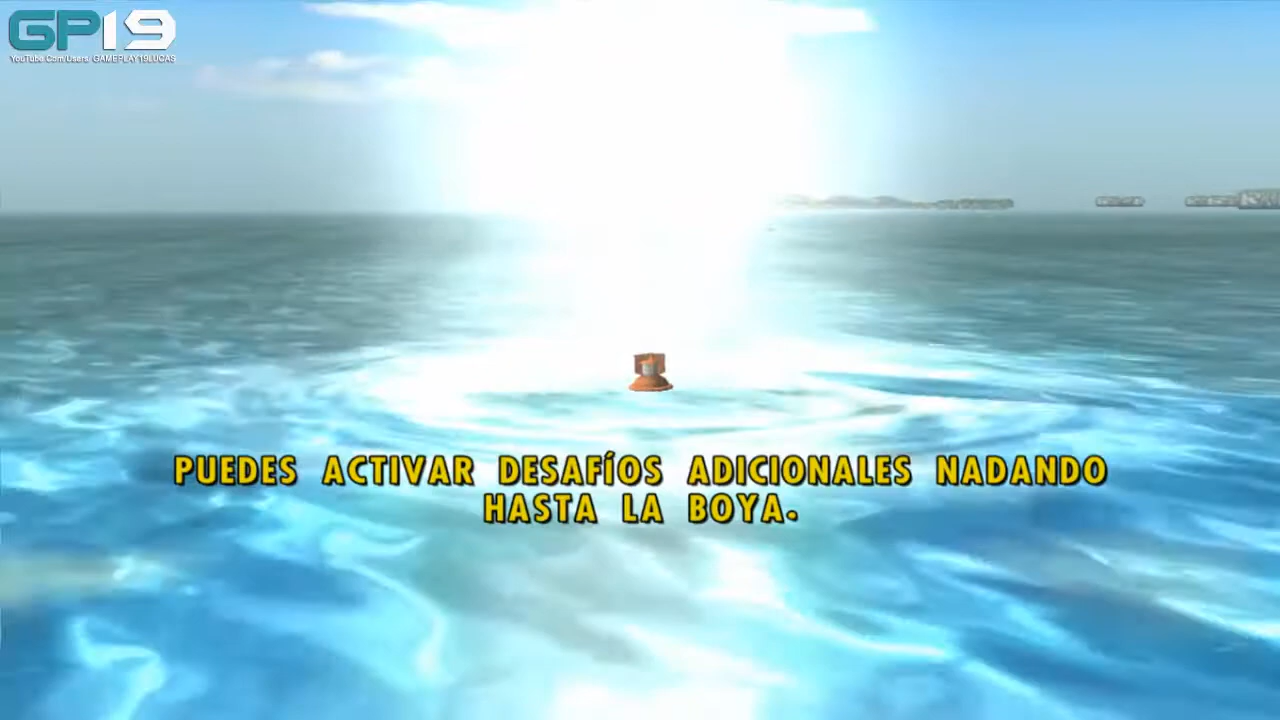 GP19
YouTube.Com/Users/GAMEPLAY19LUCAS
PUEDES ACTIVAR DESAFÍOS ADICIONALES NADANDO
HASTA LA BOYA.